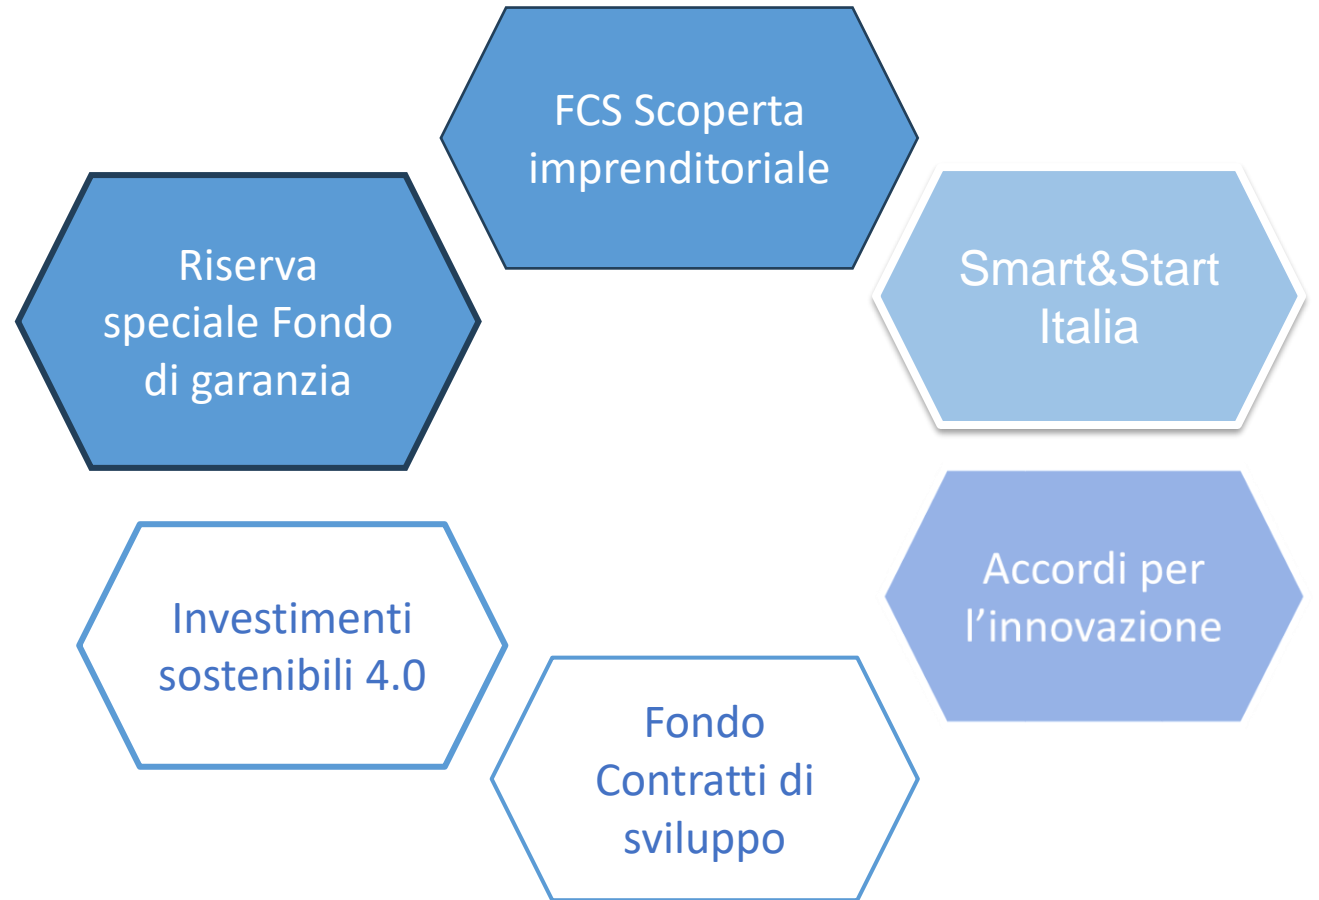 FCS Scoperta
imprenditoriale
Riserva
speciale Fondo
di garanzia
Smart&Start
Italia
Accordi per
l’innovazione
Investimenti
sostenibili 4.0
Fondo
Contratti di
sviluppo